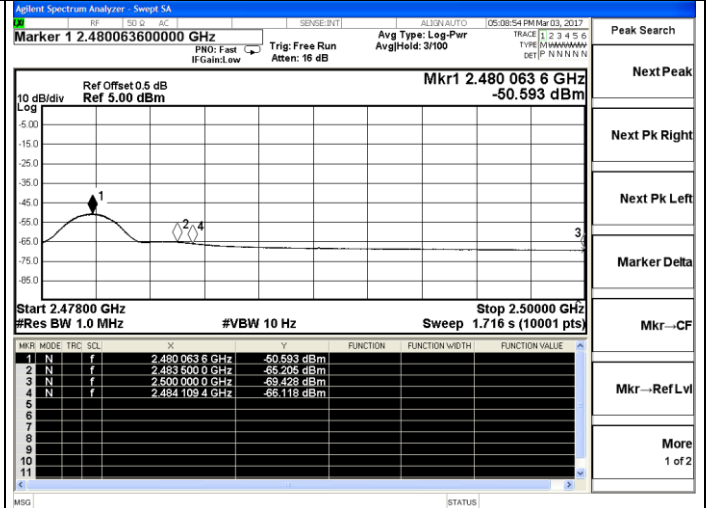 Agilent Spectrum Analyzer - Swept SA
RF 50 Ω AC SENSE:INT ALIGN AUTO 05:08:54 PM Mar 03, 2017
Marker 1 2.480063600000 GHz
PNO: Fast
IFGain:Low
Trig: Free Run
Atten: 16 dB
Avg Type: Log-Pwr
Avg|Hold: 3/100
TRACE 1 2 3 4 5 6
TYPE M WWWWW
DET P N N N N N
Peak Search
Mkr1 2.480 063 6 GHz
-50.593 dBm
Ref Offset 0.5 dB
Ref 5.00 dBm
10 dB/div
Log
-5.00
-15.0
-25.0
-35.0
-45.0
-55.0
-65.0
-75.0
-85.0
1
2
4
3
Start 2.47800 GHz
Stop 2.50000 GHz
#Res BW 1.0 MHz
#VBW 10 Hz
Sweep 1.716 s (10001 pts)
MKR MODE TRC SCL X Y FUNCTION FUNCTION WIDTH FUNCTION VALUE
1 N f 2.480 063 6 GHz -50.593 dBm
2 N f 2.483 500 0 GHz -65.205 dBm
3 N f 2.500 000 0 GHz -69.428 dBm
4 N f 2.484 109 4 GHz -66.118 dBm
5
6
7
8
9
10
11
MSG
STATUS
Next Peak
Next Pk Right
Next Pk Left
Marker Delta
Mkr→CF
Mkr→Ref Lvl
More
1 of 2